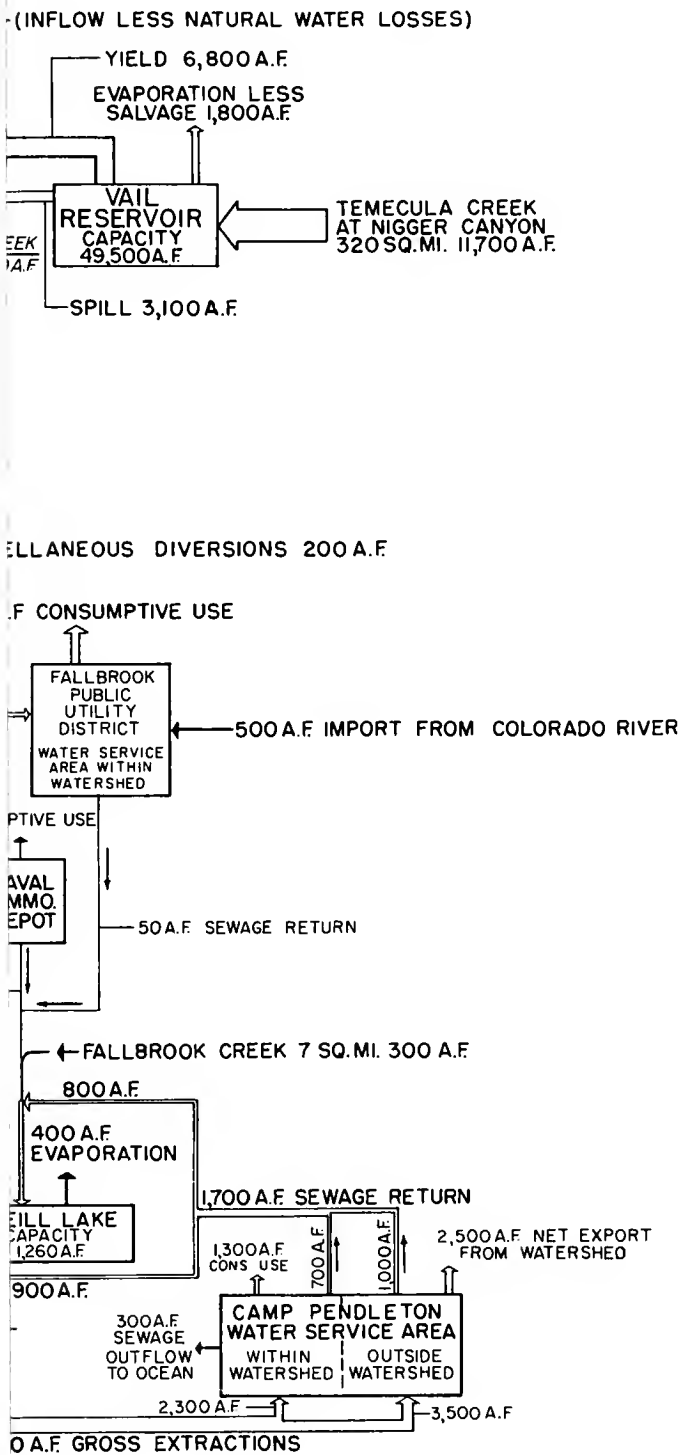 (INFLOW LESS NATURAL WATER LOSSES)
YIELD 6,800 A.F.
EVAPORATION LESS
SALVAGE 1,800 A.F.
VAIL
RESERVOIR
CAPACITY
49,500 A.F.
TEMECULA CREEK
AT NIGGER CANYON
320 SQ. MI. 11,700 A.F.
EEK
A.F.
SPILL 3,100 A.F.
ELLANEOUS DIVERSIONS 200 A.F.
.F CONSUMPTIVE USE
FALLBROOK
PUBLIC
UTILITY
DISTRICT
WATER SERVICE
AREA WITHIN
WATERSHED
500 A.F. IMPORT FROM COLORADO RIVER
PTIVE USE
AVAL
MMO.
EPOT
50 A.F. SEWAGE RETURN
FALLBROOK CREEK 7 SQ. MI. 300 A.F.
800 A.F.
400 A.F.
EVAPORATION
EILL LAKE
CAPACITY
1,260 A.F.
1,700 A.F. SEWAGE RETURN
1,300 A.F.
CONS USE
700 A.F.
1,000 A.F.
2,500 A.F. NET EXPORT
FROM WATERSHED
900 A.F.
300 A.F.
SEWAGE
OUTFLOW
TO OCEAN
CAMP PENDLETON
WATER SERVICE AREA
WITHIN
WATERSHED
OUTSIDE
WATERSHED
2,300 A.F.
3,500 A.F
0 A.F. GROSS EXTRACTIONS